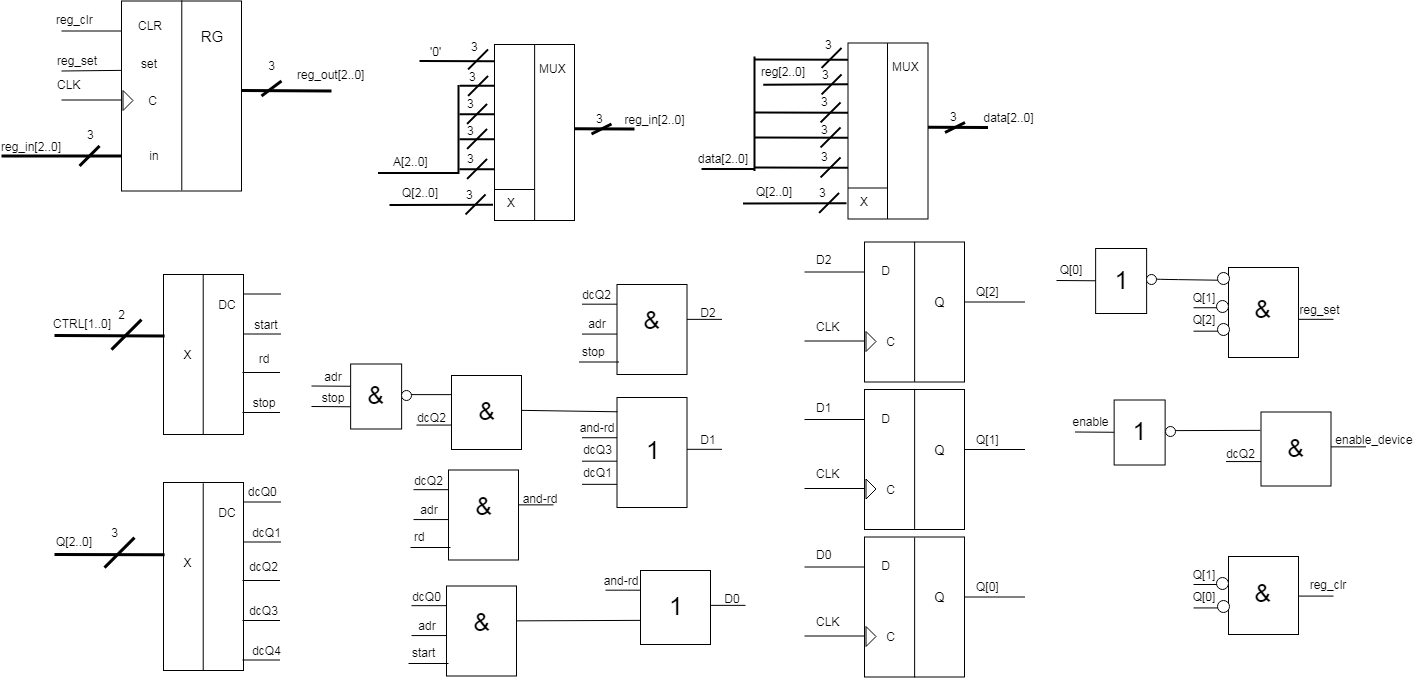 reg_clr
CLR
RG
reg_set
set
CLK
C
3
reg_out[2..0]
reg_in[2..0]
3
in
'0'
3
3
3
3
3
A[2..0]
Q[2..0]
3
X
MUX
3
reg_in[2..0]
3
reg[2..0]
3
3
3
3
data[2..0]
Q[2..0]
3
X
MUX
3
data[2..0]
CTRL[1..0]
2
X
DC
start
rd
stop
Q[2..0]
3
X
DC
dcQ0
dcQ1
dcQ2
dcQ3
dcQ4
adr
stop
&
dcQ2
&
dcQ2
adr
rd
&
and-rd
dcQ0
adr
start
&
dcQ2
adr
stop
&
D2
and-rd
dcQ3
dcQ1
1
D1
and-rd
1
D0
D2
D
CLK
C
Q
Q[2]
D1
D
CLK
C
Q
Q[1]
D0
D
CLK
C
Q
Q[0]
Q[0]
1
Q[1]
Q[2]
&
reg_set
enable
1
dcQ2
&
enable_device
Q[1]
Q[0]
&
reg_clr